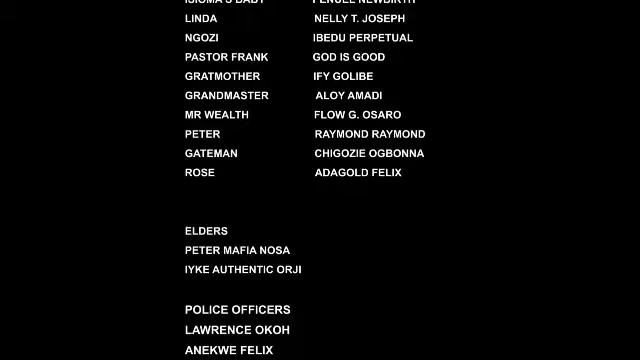 LINDA NELLY T. JOSEPH
NGOZI IBEDU PERPETUAL
PASTOR FRANK GOD IS GOOD
GRATMOTHER IFY GOLIBE
GRANDMASTER ALOY AMADI
MR WEALTH FLOW G. OSARO
PETER RAYMOND RAYMOND
GATEMAN CHIGOZIE OGBONNA
ROSE ADAGOLD FELIX
ELDERS
PETER MAFIA NOSA
IYKE AUTHENTIC ORJI
POLICE OFFICERS
LAWRENCE OKOH
ANEKWE FELIX